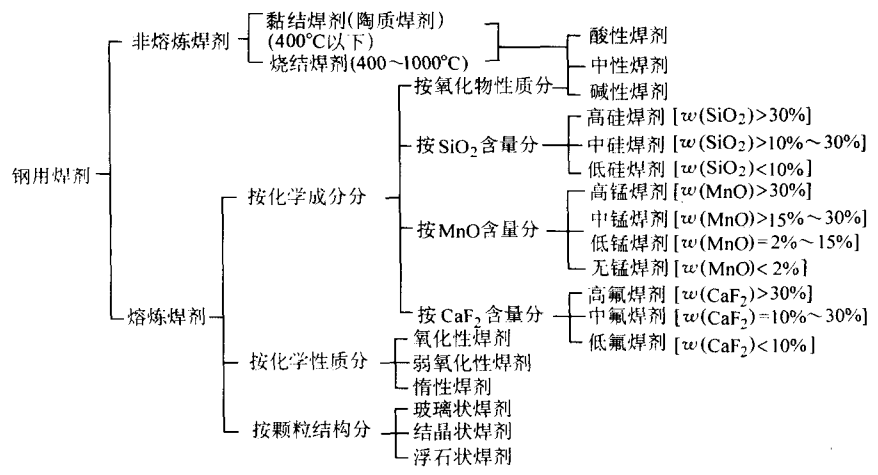 钢用焊剂
非熔炼焊剂
黏结焊剂(陶质焊剂)
(400°C以下)
烧结焊剂(400~1000°C)
酸性焊剂
中性焊剂
碱性焊剂
熔炼焊剂
按化学成分分
按氧化物性质分
按SiO₂含量分
高硅焊剂[w(SiO₂)>30%]
中硅焊剂[w(SiO₂)>10%~30%]
低硅焊剂[w(SiO₂)<10%]
按MnO含量分
高锰焊剂[w(MnO)>30%]
中锰焊剂[w(MnO)>15%~30%]
低锰焊剂[w(MnO)=2%~15%]
无锰焊剂[w(MnO)<2%]
按CaF₂含量分
高氟焊剂[w(CaF₂)>30%]
中氟焊剂[w(CaF₂)=10%~30%]
低氟焊剂[w(CaF₂)<10%]
按化学性质分
氧化性焊剂
弱氧化性焊剂
惰性焊剂
按颗粒结构分
玻璃状焊剂
结晶状焊剂
浮石状焊剂